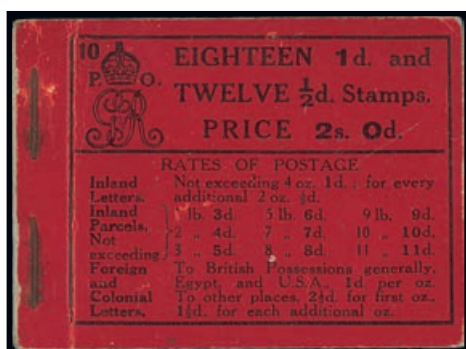 10
P. O.
GR
EIGHTEEN 1d. and
TWELVE ½d. Stamps.
PRICE 2s. 0d.
RATES OF POSTAGE
Inland Letters. Not exceeding 4 oz. 1d.; for every
additional 2 oz. ½d.
Inland Parcels, Not exceeding
1 lb. 3d. 5 lb. 6d. 9 lb. 9d.
2 „ 4d. 7 „ 7d. 10 „ 10d.
3 „ 5d. 8 „ 8d. 11 „ 11d.
Foreign and Colonial Letters, To British Possessions generally,
Egypt, and U.S.A., 1d. per oz.
To other places, 2½d. for first oz.,
1½d. for each additional oz.